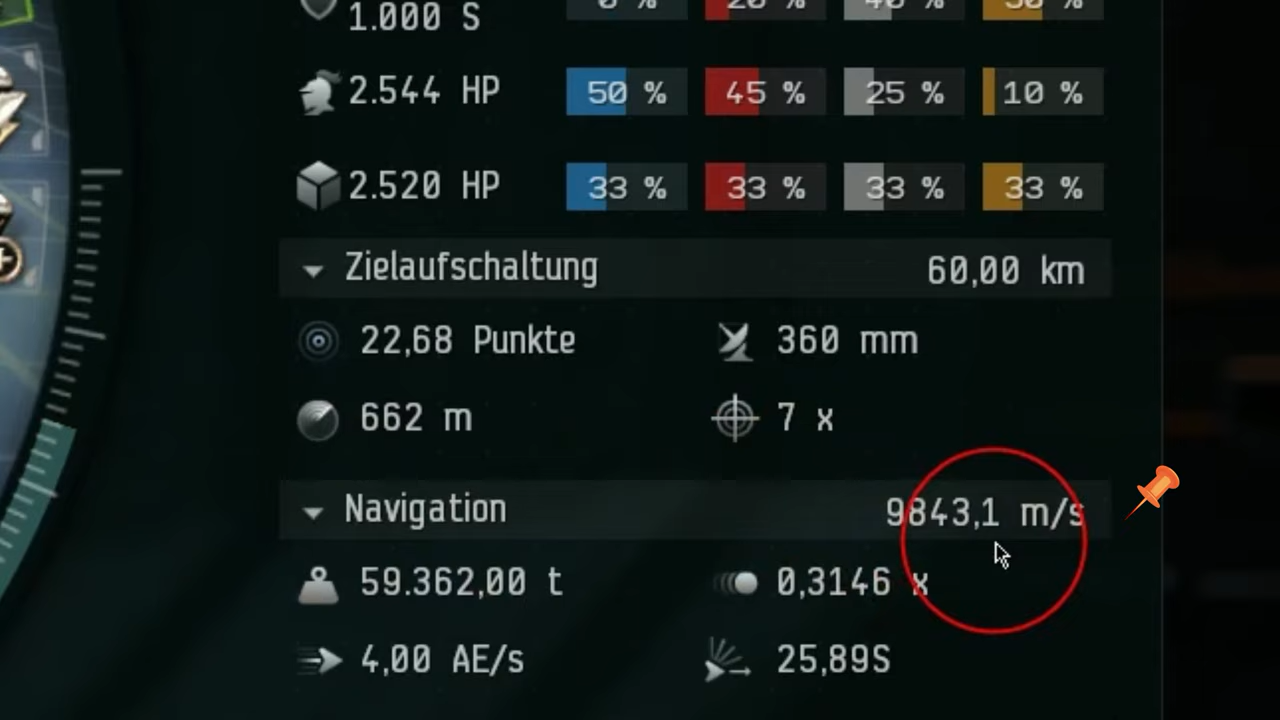 1.000 S
2.544 HP 50 % 45 % 25 % 10 %
2.520 HP 33 % 33 % 33 % 33 %
Zielaufschaltung 60,00 km
22,68 Punkte 360 mm
662 m 7 x
Navigation 9843,1 m/s
59.362,00 t 0,3146 x
4,00 AE/s 25,89S